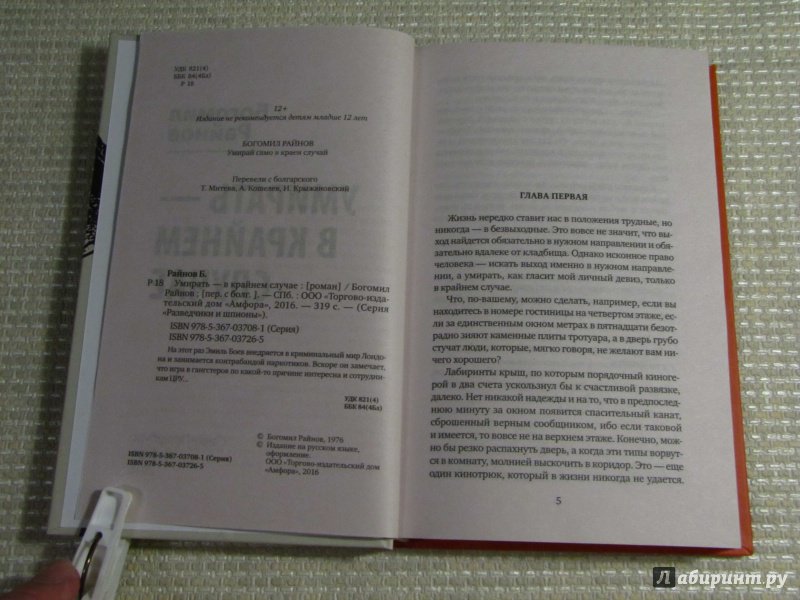 УДК 821(4)
ББК 84(4Ба)
Р 18
12+
Издание не рекомендуется детям младше 12 лет
БОГОМИЛ РАЙНОВ
Умирай само в краен случай
Перевели с болгарского
Т. Митева, А. Кошелев, И. Крыжановский
Райнов Б.
Р 18 Умирать — в крайнем случае : [роман] / Богомил
Райнов ; [пер. с болг. ]. — СПб. : ООО «Торгово-изда-
тельский дом «Амфора», 2016. — 319 с. — (Серия
«Разведчики и шпионы»).
ISBN 978-5-367-03708-1 (Серия)
ISBN 978-5-367-03726-5
На этот раз Эмиль Боев внедряется в криминальный мир Лондо-
на и занимается контрабандой наркотиков. Вскоре он замечает,
что игра в гангстеров по какой-то причине интересна и сотрудни-
кам ЦРУ...
УДК 821(4)
ББК 84(4Ба)
© Богомил Райнов, 1976
© Издание на русском языке,
оформление.
ООО «Торгово-издательский дом
«Амфора», 2016
ISBN 978-5-367-03708-1 (Серия)
ISBN 978-5-367-03726-5
ГЛАВА ПЕРВАЯ
Жизнь нередко ставит нас в положения трудные, но
никогда — в безвыходные. Это вовсе не значит, что вы-
ход найдется обязательно в нужном направлении и обя-
зательно вдалеке от кладбища. Однако исконное право
человека — искать выход именно в нужном направле-
нии, а умирать, как гласит мой личный девиз, только
в крайнем случае.
Что, по-вашему, можно сделать, например, если вы
находитесь в номере гостиницы на четвертом этаже, ес-
ли за единственным окном метрах в пятнадцати безот-
радно зияют каменные плиты тротуара, а в дверь грубо
стучат люди, которые, мягко говоря, не желают вам ни-
чего хорошего?
Лабиринты крыш, по которым порядочный киноге-
рой в два счета ускользнул бы к счастливой развязке,
далеко. Нет никакой надежды и на то, что в предпослед-
нюю минуту за окном появится спасительный канат,
сброшенный верным сообщником, ибо если таковой
и имеется, то вовсе не на верхнем этаже. Конечно, мож-
но бы резко распахнуть дверь, а когда эти типы ворвут-
ся в комнату, молнией выскочить в коридор. Это — еще
один кинотрюк, который в жизни никогда не удается.
5
Лабиринт.ру